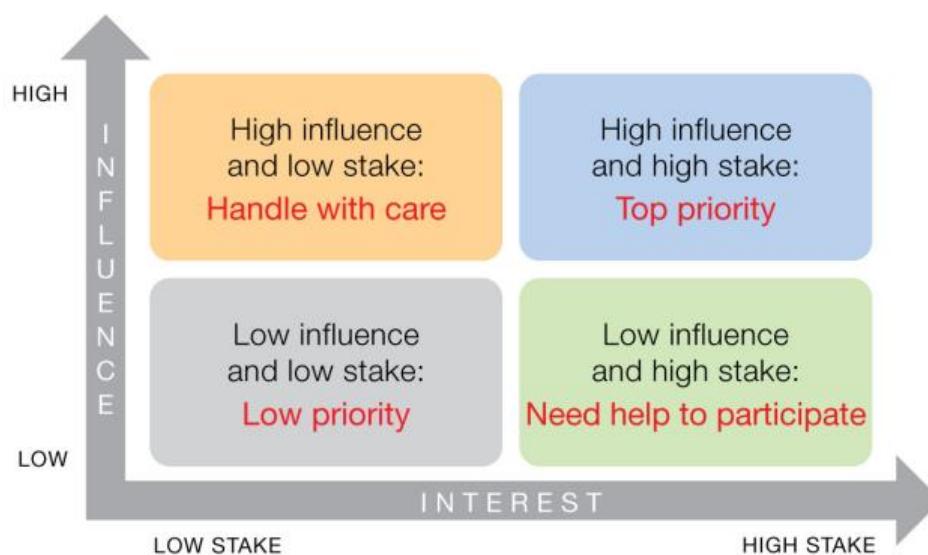 HIGH
INFLUENCE
High influence
and low stake:
Handle with care
High influence
and high stake:
Top priority
Low influence
and low stake:
Low priority
Low influence
and high stake:
Need help to participate
LOW
INTEREST
LOW STAKE
HIGH STAKE